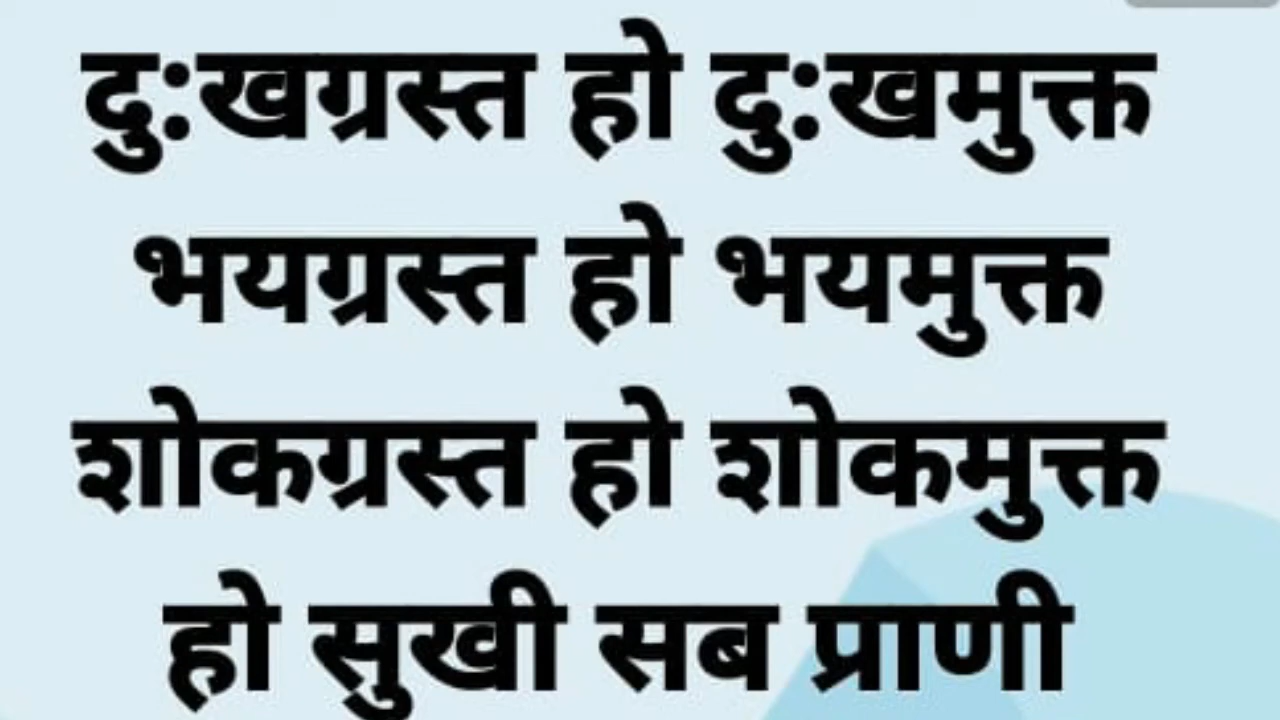 दु:खग्रस्त हो दु:खमुक्त
भयग्रस्त हो भयमुक्त
शोकग्रस्त हो शोकमुक्त
हो सुखी सब प्राणी